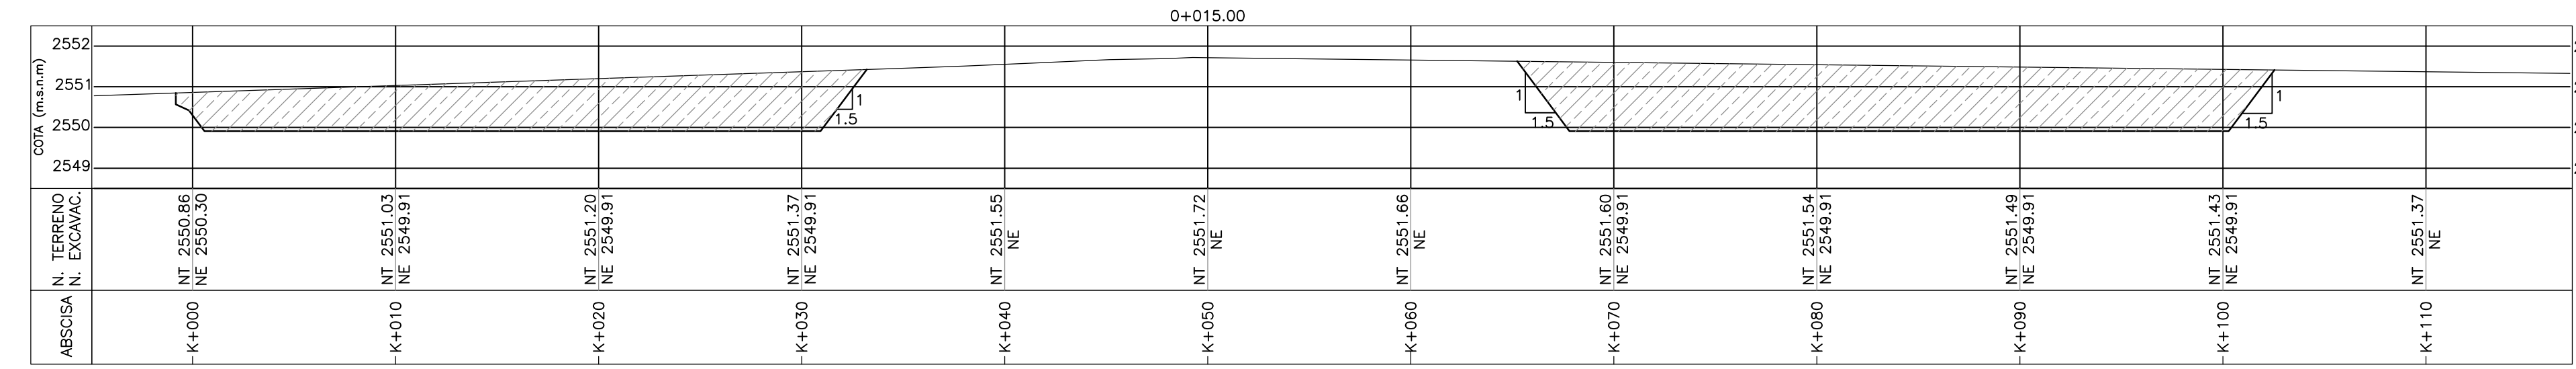 0+015.00
COTA (m.s.n.m)
2552
2551
2550
2549
1
1.5
1
1.5
1
1.5
N. TERRENO
N. EXCAVAC.
NT 2550.86
NE 2550.30
NT 2551.03
NE 2549.91
NT 2551.20
NE 2549.91
NT 2551.37
NE 2549.91
NT 2551.55
NE
NT 2551.72
NE
NT 2551.66
NE
NT 2551.60
NE 2549.91
NT 2551.54
NE 2549.91
NT 2551.49
NE 2549.91
NT 2551.43
NE 2549.91
NT 2551.37
NE
ABSCISA
K+000
K+010
K+020
K+030
K+040
K+050
K+060
K+070
K+080
K+090
K+100
K+110